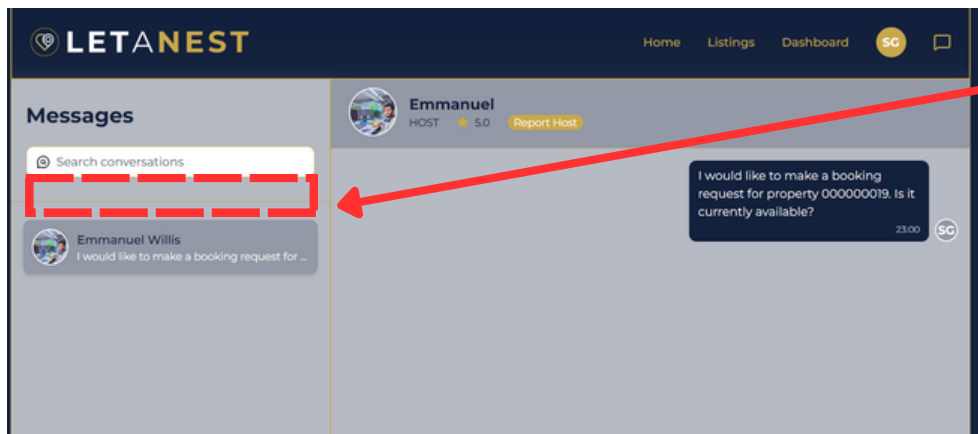 LETANEST
Home Listings Dashboard SG
Messages
Search conversations
Emmanuel Willis
I would like to make a booking request for ...
Emmanuel
HOST 5.0 Report Host
I would like to make a booking
request for property 000000019. Is it
currently available?
23:00
SG